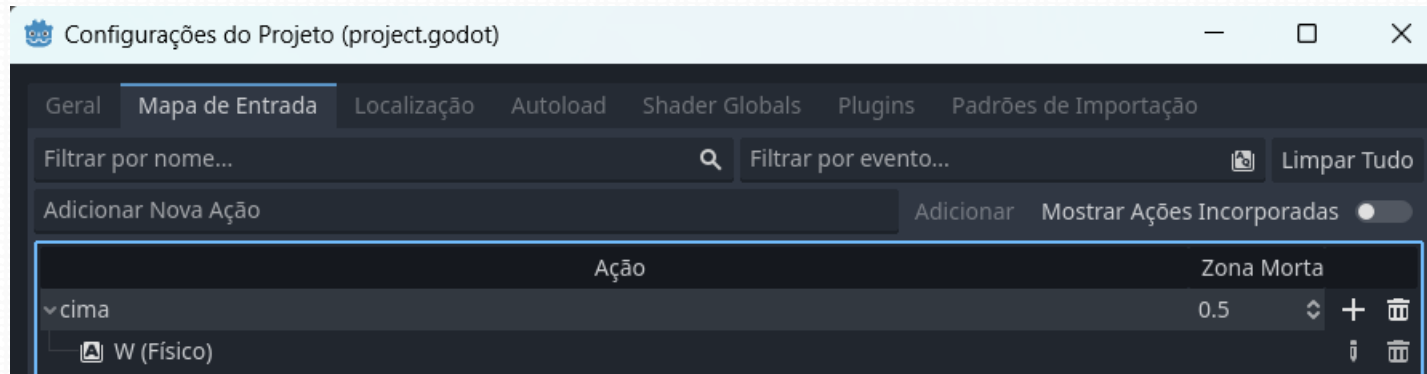 Configurações do Projeto (project.godot)
Geral Mapa de Entrada Localização Autoload Shader Globals Plugins Padrões de Importação
Filtrar por nome... Filtrar por evento... Limpar Tudo
Adicionar Nova Ação Adicionar Mostrar Ações Incorporadas
Ação Zona Morta
cima 0.5
W (Físico)